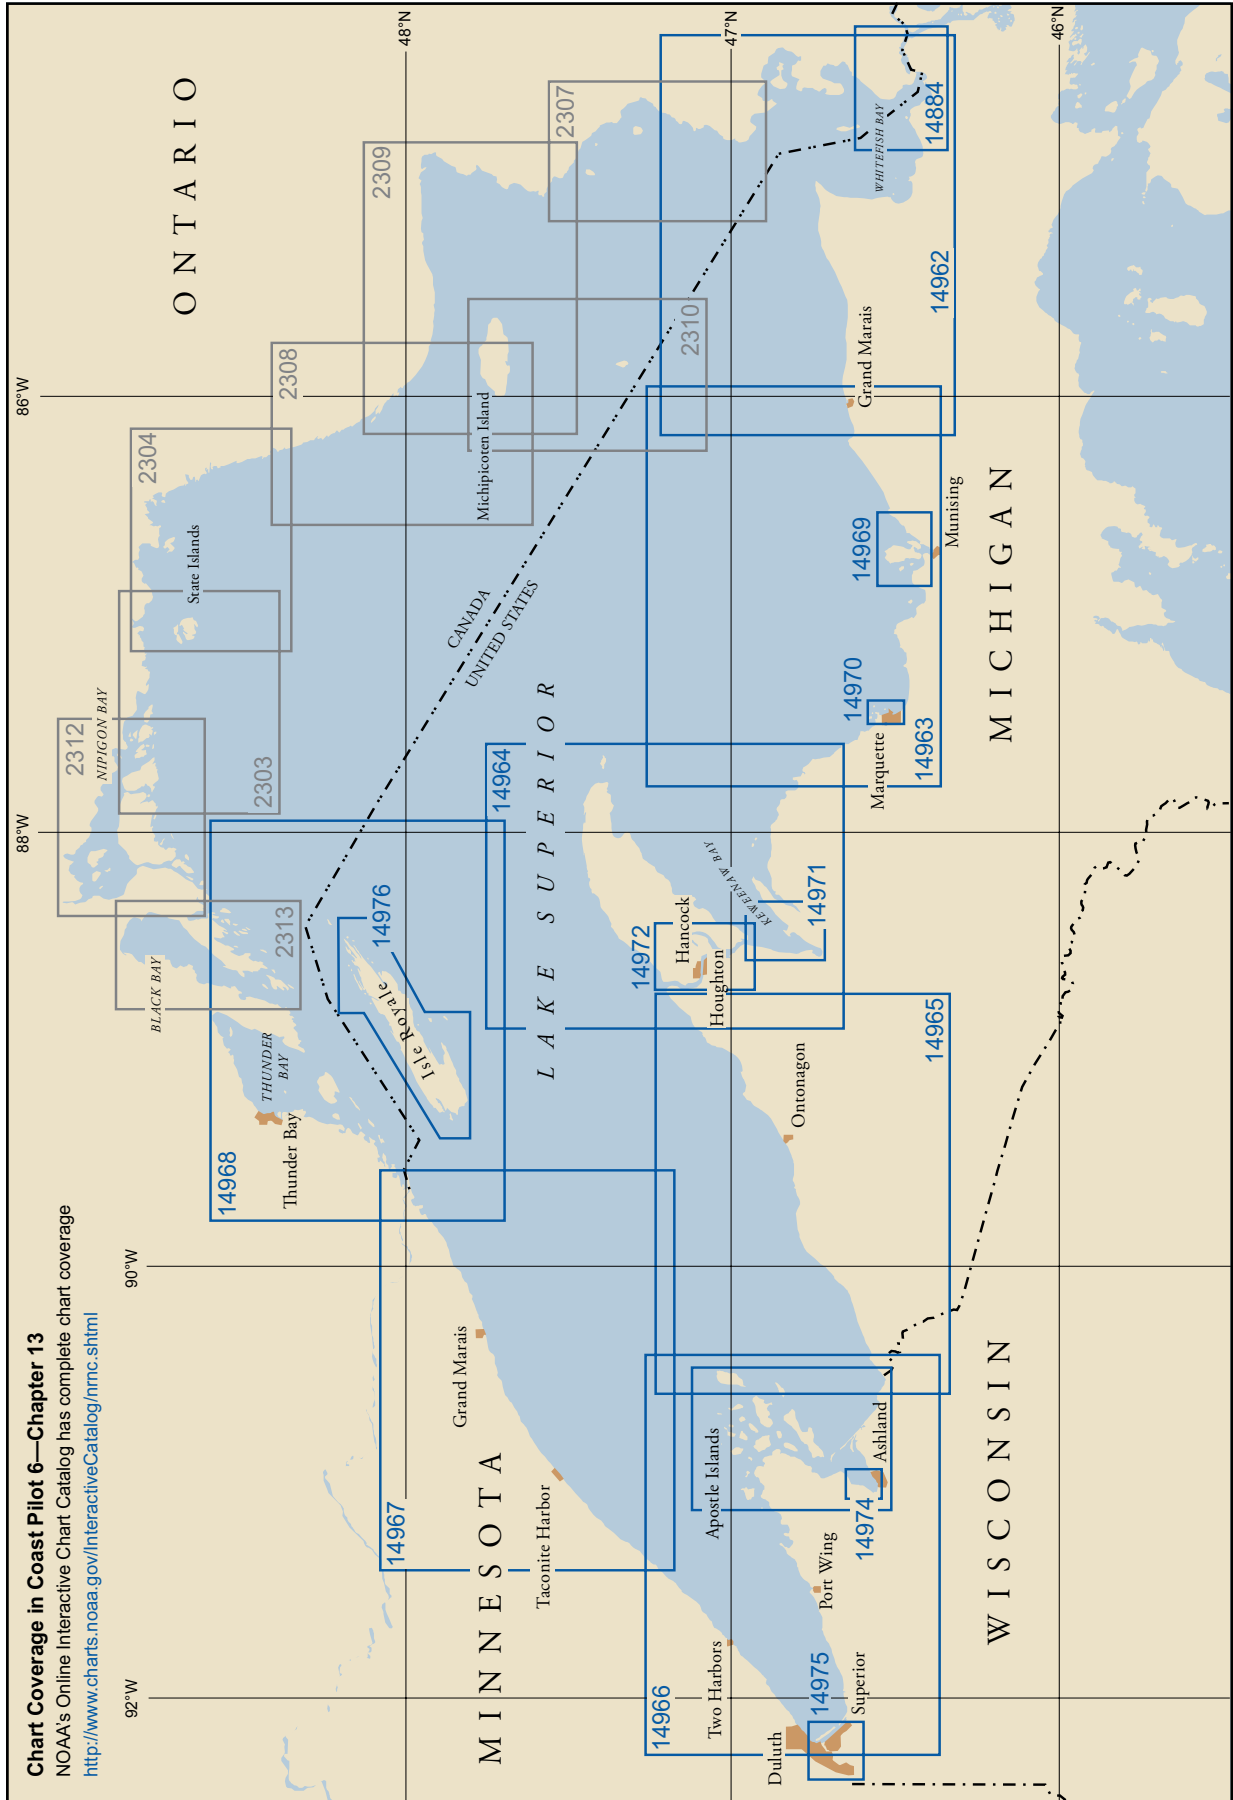 Chart Coverage in Coast Pilot 6—Chapter 13
NOAA's Online Interactive Chart Catalog has complete chart coverage
http://www.charts.noaa.gov/InteractiveCatalog/nrnc.shtml
92°W
90°W
88°W
86°W
48°N
47°N
46°N
ONTARIO
MINNESOTA
WISCONSIN
MICHIGAN
LAKE SUPERIOR
CANADA
UNITED STATES
2312
NIPIGON BAY
2304
State Islands
2303
2308
2309
2307
2310
Michipicoten Island
2313
BLACK BAY
THUNDER
BAY
Thunder Bay
14968
14976
Isle Royale
14964
14967
Grand Marais
Taconite Harbor
14966
Two Harbors
Duluth
14975
Superior
Port Wing
Apostle Islands
14974
Ashland
14965
Ontonagon
14972
Hancock
Houghton
KEWEENAW BAY
14971
Marquette
14970
14963
14969
Munising
Grand Marais
14962
WHITEFISH BAY
14884